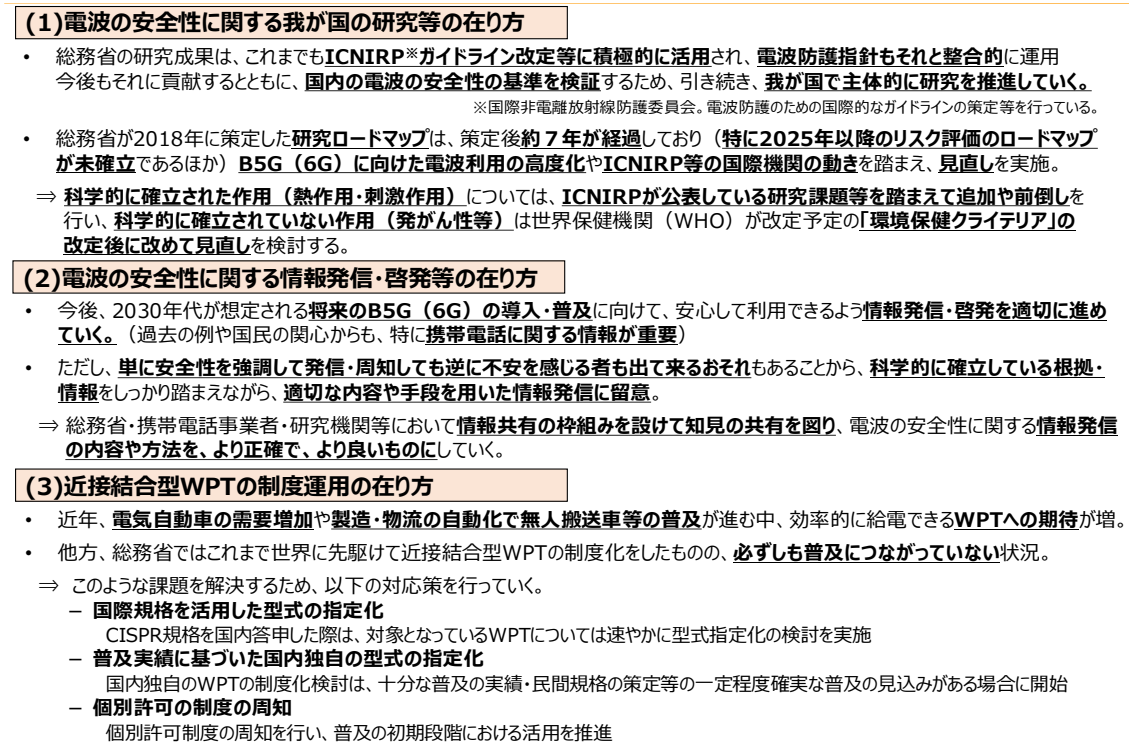 (1)電波の安全性に関する我が国の研究等の在り方
• 総務省の研究成果は、これまでもICNIRP※ガイドライン改定等に積極的に活用され、電波防護指針もそれと整合的に運用
今後もそれに貢献するとともに、国内の電波の安全性の基準を検証するため、引き続き、我が国で主体的に研究を推進していく。
※国際非電離放射線防護委員会。電波防護のための国際的なガイドラインの策定等を行っている。
• 総務省が2018年に策定した研究ロードマップは、策定後約７年が経過しており（特に2025年以降のリスク評価のロードマップ
が未確立であるほか）B5G（6G）に向けた電波利用の高度化やICNIRP等の国際機関の動きを踏まえ、見直しを実施。
⇒ 科学的に確立された作用（熱作用・刺激作用）については、ICNIRPが公表している研究課題等を踏まえて追加や前倒しを
行い、科学的に確立されていない作用（発がん性等）は世界保健機関（WHO）が改定予定の「環境保健クライテリア」の
改定後に改めて見直しを検討する。
(2)電波の安全性に関する情報発信・啓発等の在り方
• 今後、2030年代が想定される将来のB5G（6G）の導入・普及に向けて、安心して利用できるよう情報発信・啓発を適切に進め
ていく。（過去の例や国民の関心からも、特に携帯電話に関する情報が重要）
• ただし、単に安全性を強調して発信・周知しても逆に不安を感じる者も出て来るおそれもあることから、科学的に確立している根拠・
情報をしっかり踏まえながら、適切な内容や手段を用いた情報発信に留意。
⇒ 総務省・携帯電話事業者・研究機関等において情報共有の枠組みを設けて知見の共有を図り、電波の安全性に関する情報発信
の内容や方法を、より正確で、より良いものにしていく。
(3)近接結合型WPTの制度運用の在り方
• 近年、電気自動車の需要増加や製造・物流の自動化で無人搬送車等の普及が進む中、効率的に給電できるWPTへの期待が増。
• 他方、総務省ではこれまで世界に先駆けて近接結合型WPTの制度化をしたものの、必ずしも普及につながっていない状況。
⇒ このような課題を解決するため、以下の対応策を行っていく。
− 国際規格を活用した型式の指定化
CISPR規格を国内答申した際は、対象となっているWPTについては速やかに型式指定化の検討を実施
− 普及実績に基づいた国内独自の型式の指定化
国内独自のWPTの制度化検討は、十分な普及の実績・民間規格の策定等の一定程度確実な普及の見込みがある場合に開始
− 個別許可の制度の周知
個別許可制度の周知を行い、普及の初期段階における活用を推進